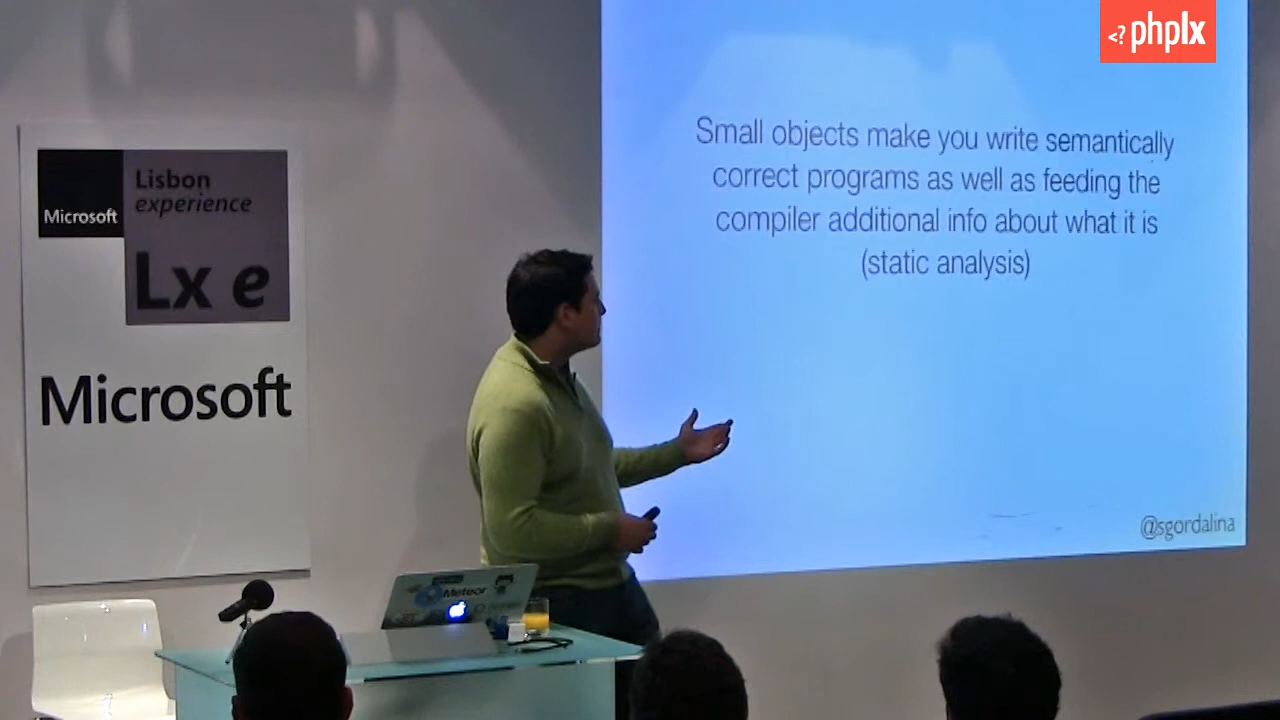 <? phplx
Small objects make you write semantically
correct programs as well as feeding the
compiler additional info about what it is
(static analysis)
@sgordalina
Microsoft
Lisbon
experience
Lx e
Microsoft
Meteor